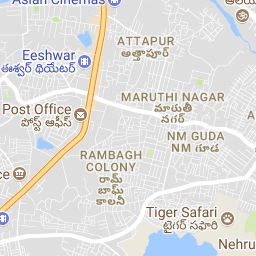 Asian Cinemas
ATTAPUR
అత్తాపూర్
Eeshwar
ఈశ్వర్ థియేటర్
MARUTHI NAGAR
మారుతీ
నగర్
Post Office
పోస్ట్ ఆఫీస్
NM GUDA
NM గూడ
RAMBAGH
COLONY
రామ్
బాఘ్
కాలనీ
ce
Tiger Safari
టైగర్ సఫారి
Nehru